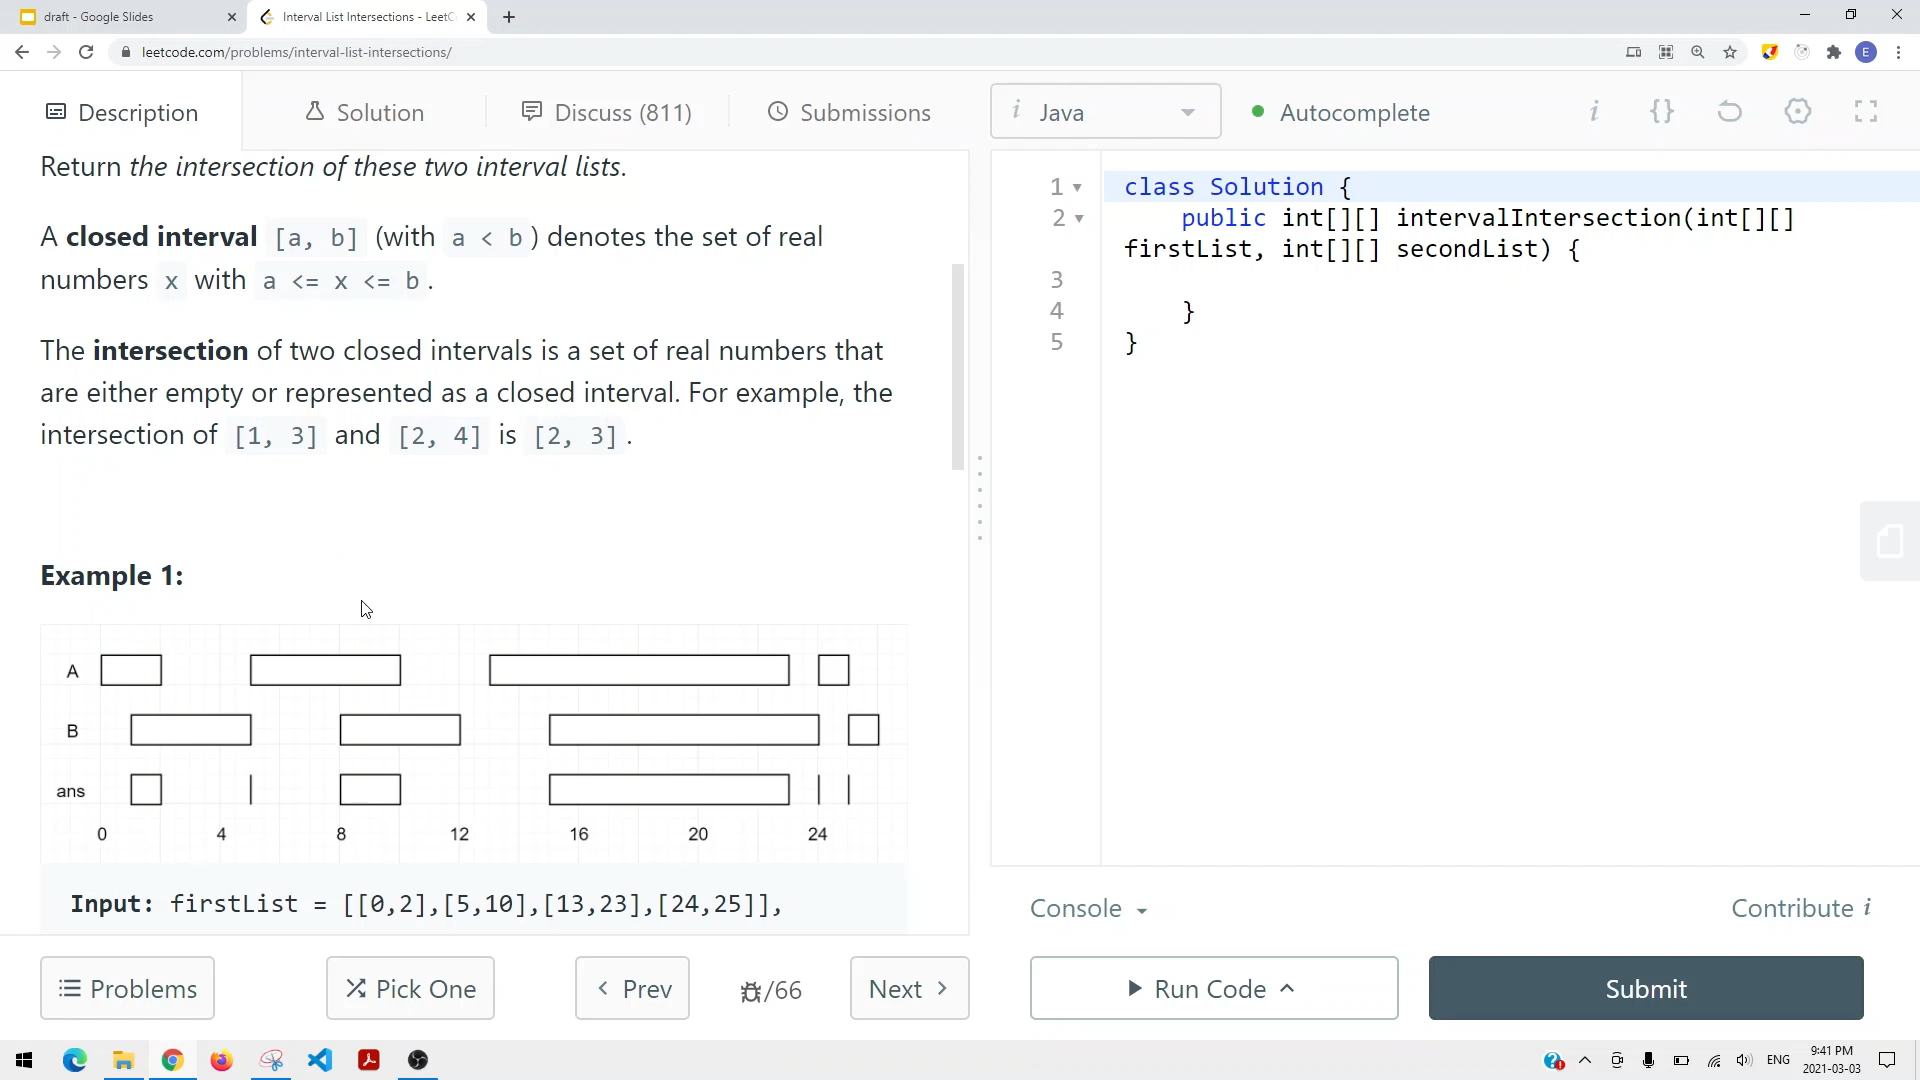 draft - Google Slides
Interval List Intersections - LeetC
leetcode.com/problems/interval-list-intersections/
E
Description
Solution
Discuss (811)
Submissions
i Java
Autocomplete
i {}
Return the intersection of these two interval lists.
A closed interval [a, b] (with a < b) denotes the set of real
numbers x with a <= x <= b.
The intersection of two closed intervals is a set of real numbers that
are either empty or represented as a closed interval. For example, the
intersection of [1, 3] and [2, 4] is [2, 3].
Example 1:
A
B
ans
0 4 8 12 16 20 24
Input: firstList = [[0,2],[5,10],[13,23],[24,25]],
1 class Solution {
2 public int[][] intervalIntersection(int[][]
firstList, int[][] secondList) {
3
4 }
5 }
Console
Contribute i
Problems
Pick One
Prev
/66
Next
Run Code
Submit
ENG
9:41 PM
2021-03-03